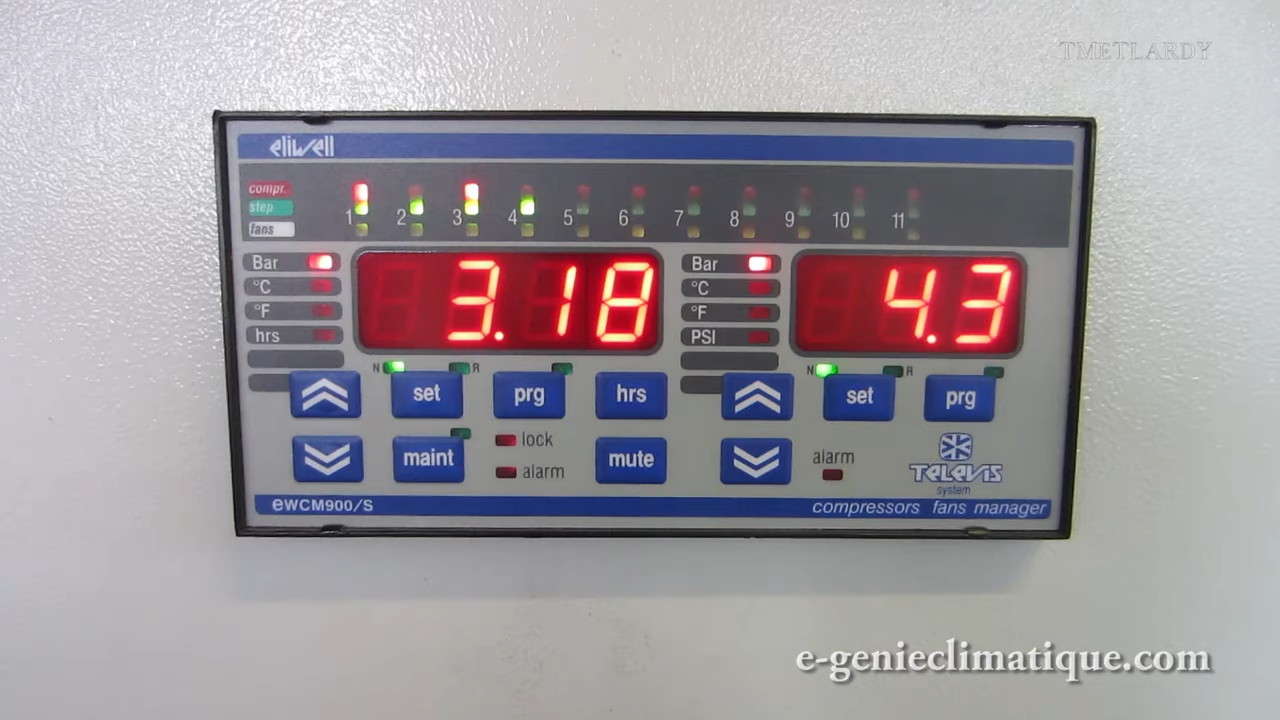 TMETLARDY
eliwell
compr.
step
fans
1 2 3 4 5 6 7 8 9 10 11
Bar
°C
°F
hrs
3.18
Bar
°C
°F
PSI
4.3
N R
set prg hrs
N R
set prg
maint
lock
alarm
mute
alarm
TELEVIS
system
eWCM900/S
compressors fans manager
e-genieclimatique.com